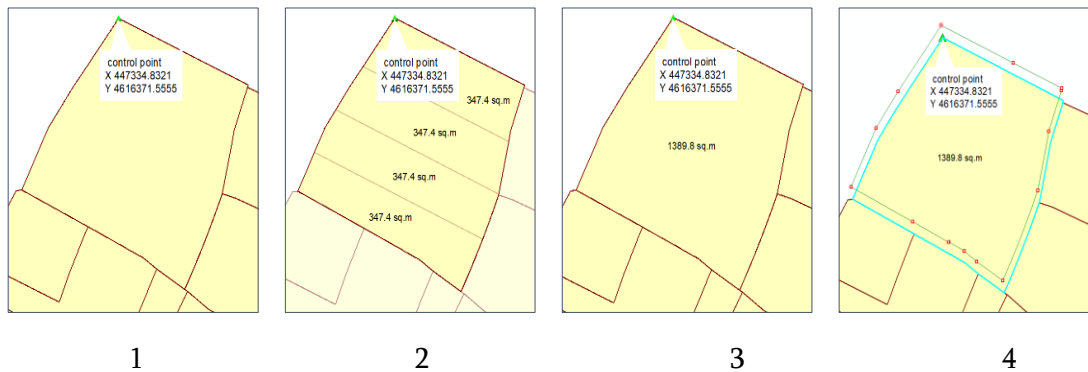 control point
X 447334.8321
Y 4616371.5555
control point
X 447334.8321
Y 4616371.5555
347.4 sq.m
347.4 sq.m
347.4 sq.m
347.4 sq.m
control point
X 447334.8321
Y 4616371.5555
1389.8 sq.m
control point
X 447334.8321
Y 4616371.5555
1389.8 sq.m
1
2
3
4